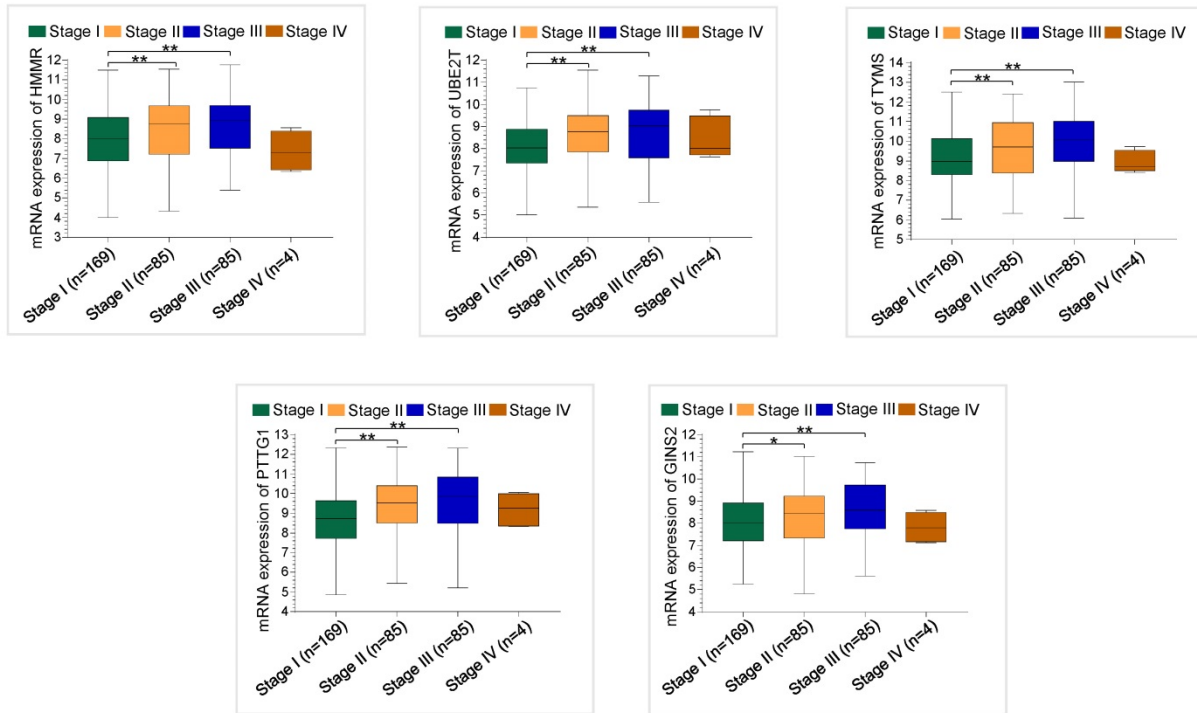 Stage I Stage II Stage III Stage IV
mRNA expression of HMMR
**
**
12
11
10
9
8
7
6
5
4
3
Stage I (n=169)
Stage II (n=85)
Stage III (n=85)
Stage IV (n=4)
Stage I Stage II Stage III Stage IV
mRNA expression of UBE2T
**
**
12
11
10
9
8
7
6
5
4
Stage I (n=169)
Stage II (n=85)
Stage III (n=85)
Stage IV (n=4)
Stage I Stage II Stage III Stage IV
mRNA expression of TYMS
**
**
14
13
12
11
10
9
8
7
6
5
Stage I (n=169)
Stage II (n=85)
Stage III (n=85)
Stage IV (n=4)
Stage I Stage II Stage III Stage IV
mRNA expression of PTTG1
**
**
13
12
11
10
9
8
7
6
5
4
Stage I (n=169)
Stage II (n=85)
Stage III (n=85)
Stage IV (n=4)
Stage I Stage II Stage III Stage IV
mRNA expression of GINS2
**
*
12
11
10
9
8
7
6
5
4
Stage I (n=169)
Stage II (n=85)
Stage III (n=85)
Stage IV (n=4)